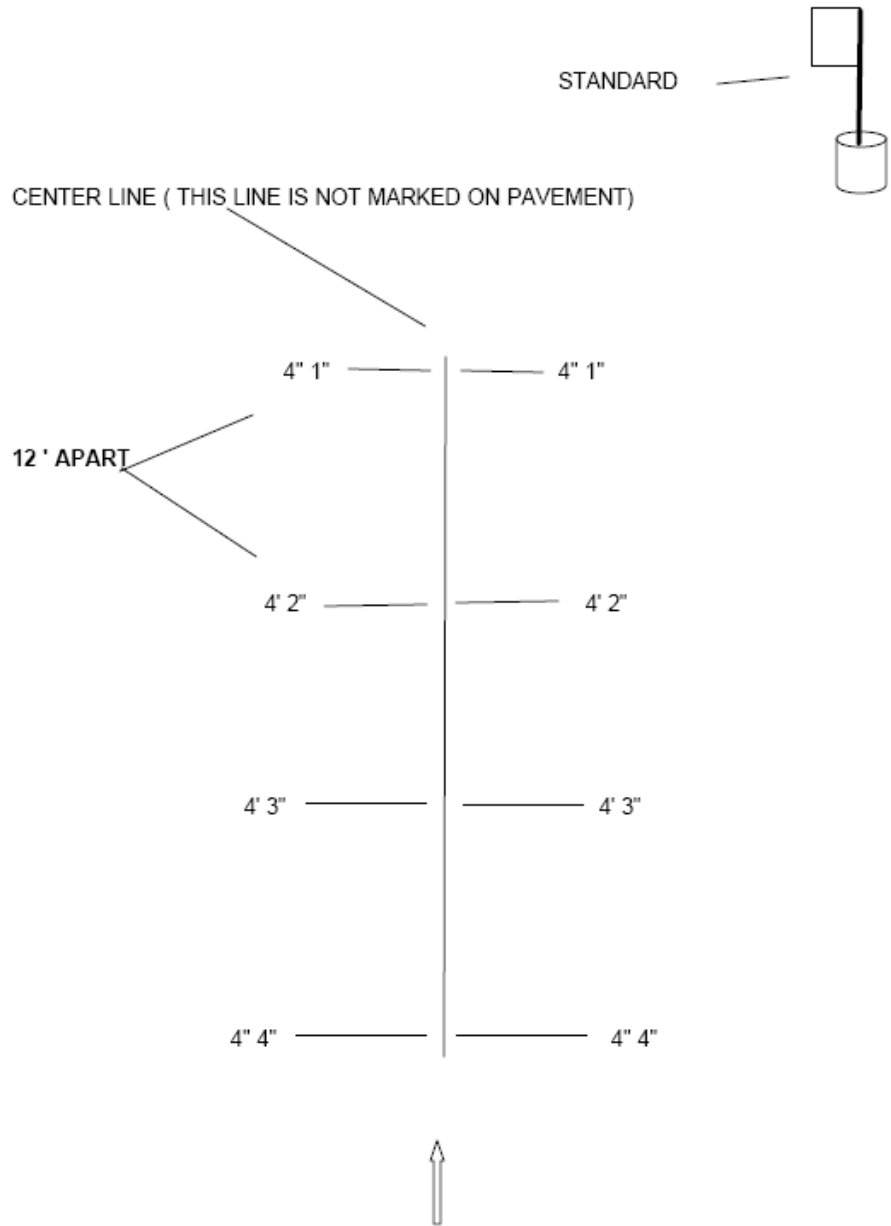 STANDARD
CENTER LINE ( THIS LINE IS NOT MARKED ON PAVEMENT)
4" 1" 4" 1"
12 ' APART
4' 2" 4' 2"
4' 3" 4' 3"
4" 4" 4" 4"